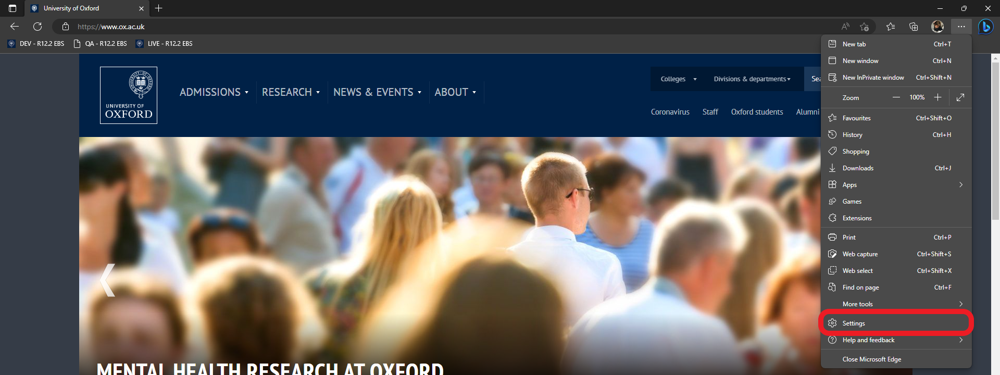 University of Oxford
https://www.ox.ac.uk
DEV - R12.2 EBS
QA - R12.2 EBS
LIVE - R12.2 EBS
UNIVERSITY OF
OXFORD
ADMISSIONS
RESEARCH
NEWS & EVENTS
ABOUT
Colleges
Divisions & departments
Sea
Coronavirus
Staff
Oxford students
Alumni
MENTAL HEALTH RESEARCH AT OXFORD
New tab Ctrl+T
New window Ctrl+N
New InPrivate window Ctrl+Shift+N
Zoom 100%
Favourites Ctrl+Shift+O
History Ctrl+H
Shopping
Downloads Ctrl+J
Apps
Games
Extensions
Print Ctrl+P
Web capture Ctrl+Shift+S
Web select Ctrl+Shift+X
Find on page Ctrl+F
More tools
Settings
Help and feedback
Close Microsoft Edge